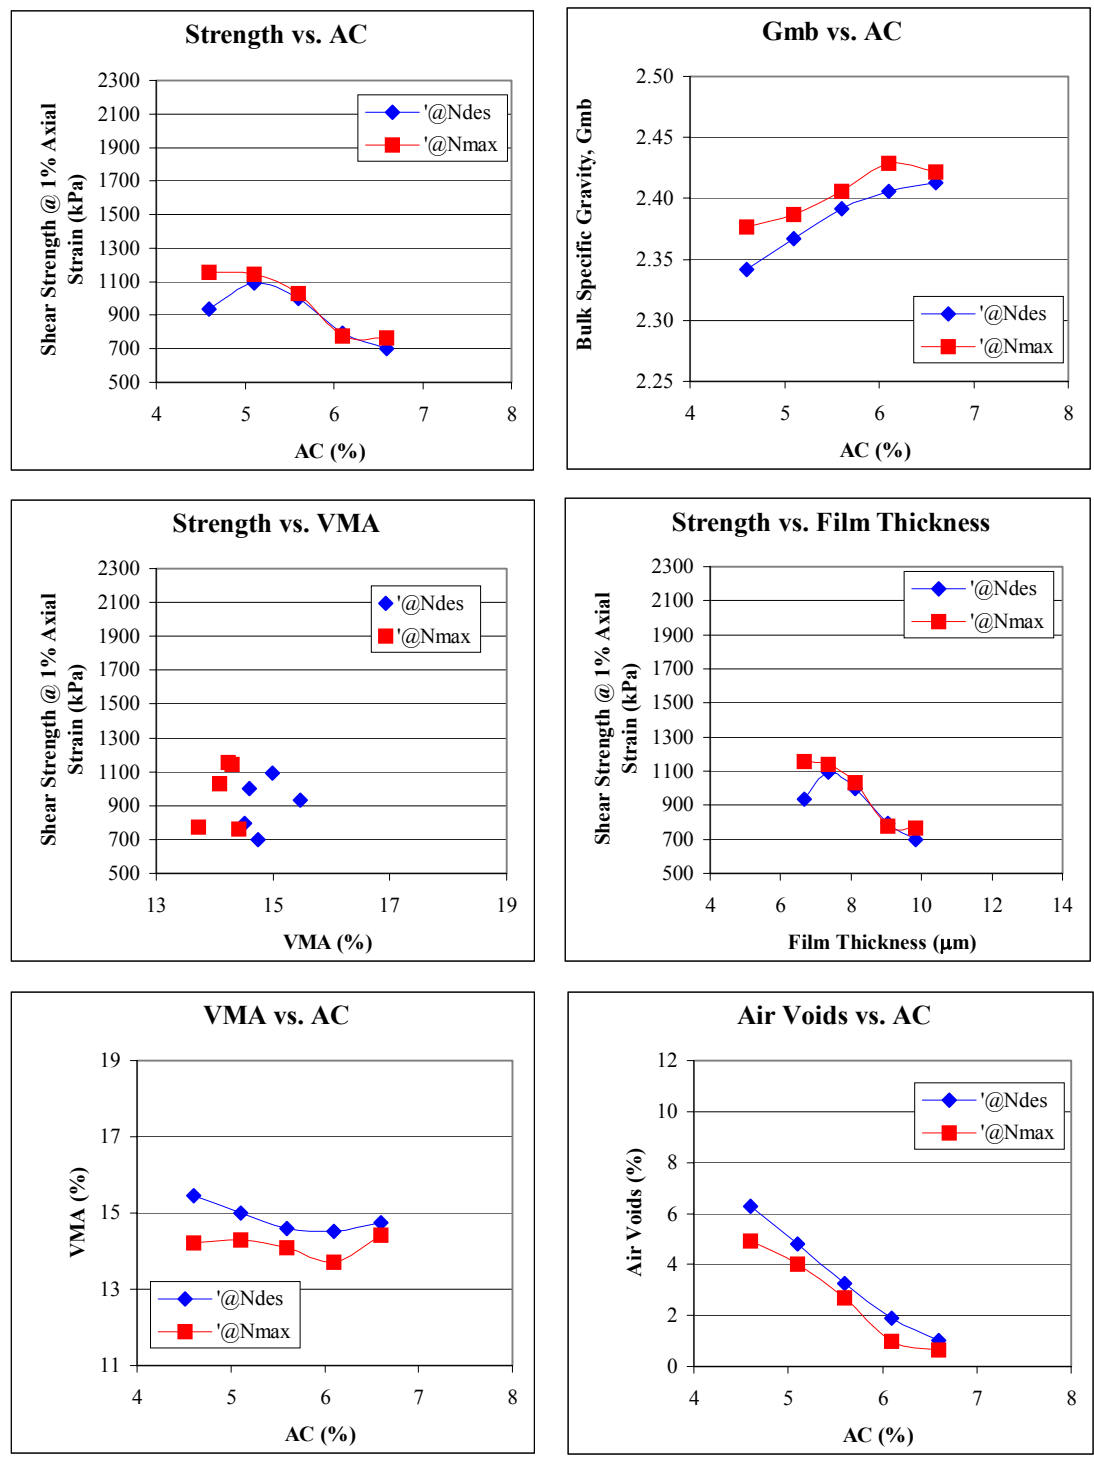 Strength vs. AC
Shear Strength @ 1% Axial
Strain (kPa)
2300
2100
1900
1700
1500
1300
1100
900
700
500
4 5 6 7 8
AC (%)
'@Ndes
'@Nmax
Gmb vs. AC
Bulk Specific Gravity, Gmb
2.50
2.45
2.40
2.35
2.30
2.25
4 5 6 7 8
AC (%)
'@Ndes
'@Nmax
Strength vs. VMA
Shear Strength @ 1% Axial
Strain (kPa)
2300
2100
1900
1700
1500
1300
1100
900
700
500
13 15 17 19
VMA (%)
'@Ndes
'@Nmax
Strength vs. Film Thickness
Shear Strength @ 1% Axial
Strain (kPa)
2300
2100
1900
1700
1500
1300
1100
900
700
500
4 6 8 10 12 14
Film Thickness (μm)
'@Ndes
'@Nmax
VMA vs. AC
VMA (%)
19
17
15
13
11
4 5 6 7 8
AC (%)
'@Ndes
'@Nmax
Air Voids vs. AC
Air Voids (%)
12
10
8
6
4
2
0
4 5 6 7 8
AC (%)
'@Ndes
'@Nmax